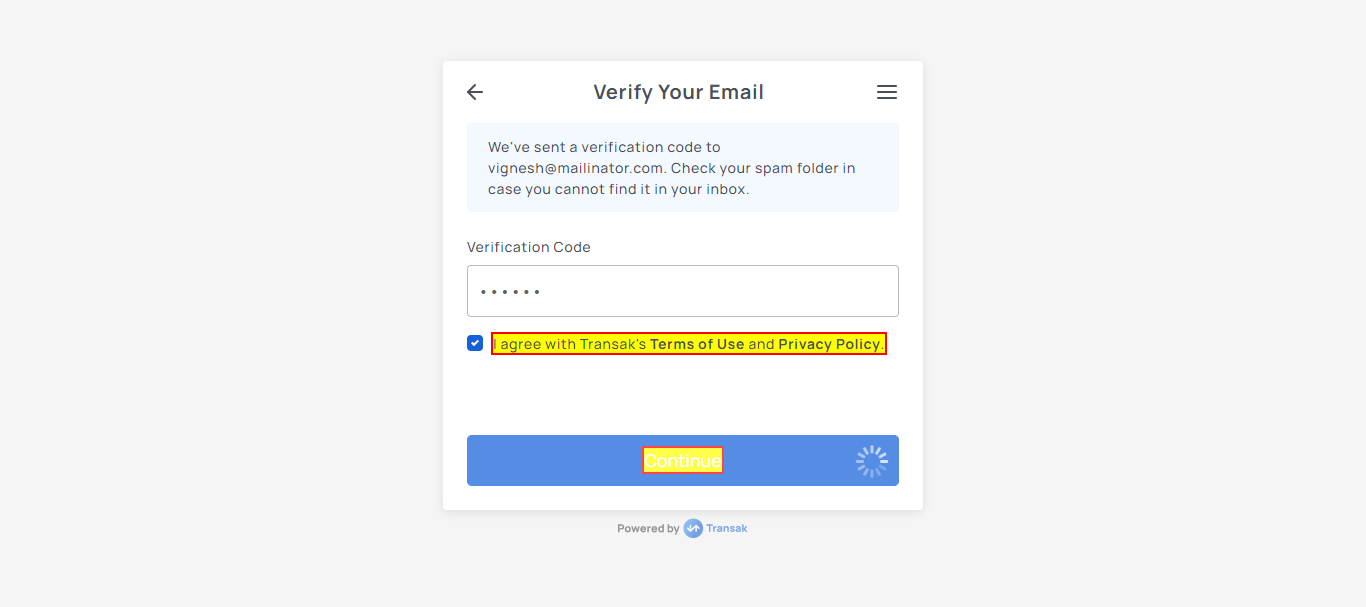 Verify Your Email
We've sent a verification code to
vignesh@mailinator.com. Check your spam folder in
case you cannot find it in your inbox.
Verification Code
••••••
I agree with Transak's Terms of Use and Privacy Policy.
Continue
Powered by Transak